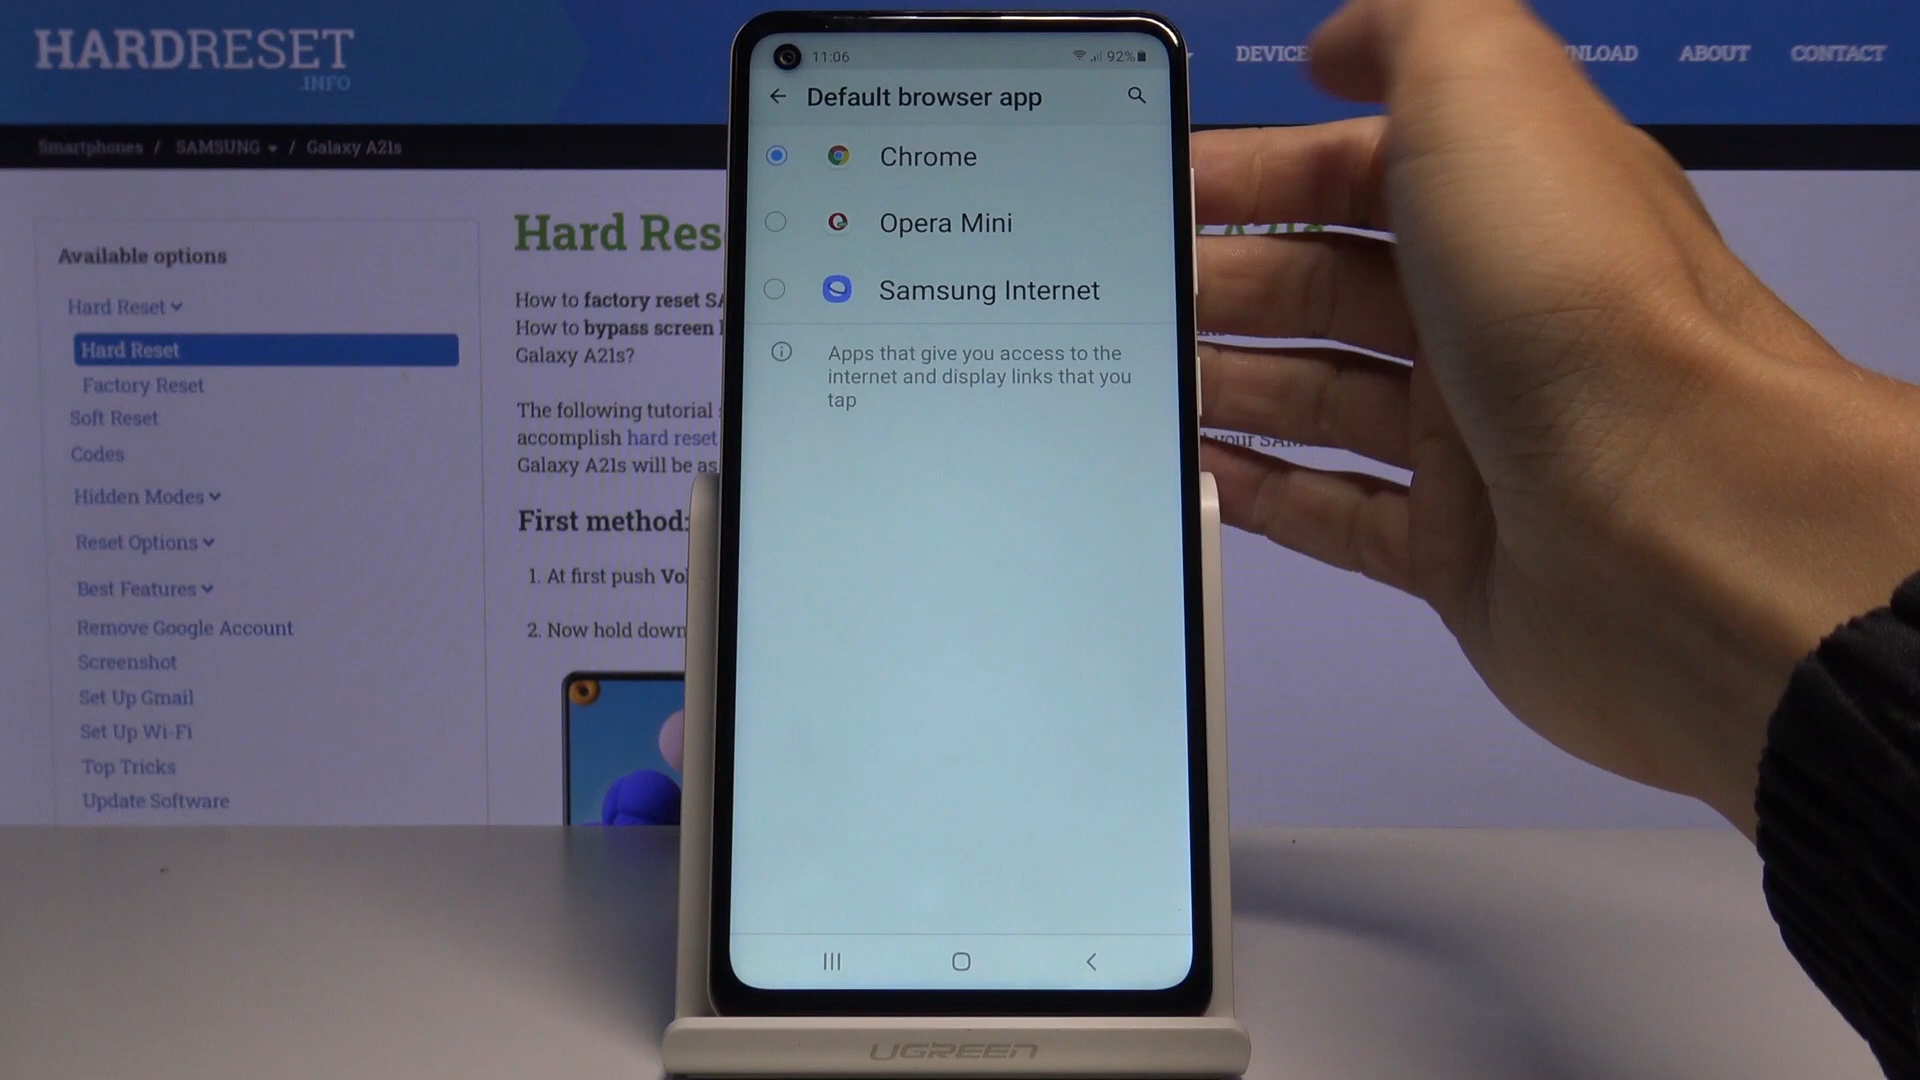 HARDRESET
.INFO
ABOUT
CONTACT
Smartphones / SAMSUNG / Galaxy A21s
Available options
Hard Reset
Hard Reset
Factory Reset
Soft Reset
Codes
Hidden Modes
Reset Options
Best Features
Remove Google Account
Screenshot
Set Up Gmail
Set Up Wi-Fi
Top Tricks
Update Software
Hard Res
How to factory reset SA
How to bypass screen
Galaxy A21s?
The following tutorial
accomplish hard reset
Galaxy A21s will be as
your SAM
First method:
1. At first push Vol
2. Now hold down
11:06
92%
Default browser app
Chrome
Opera Mini
Samsung Internet
Apps that give you access to the
internet and display links that you
tap
UGREEN